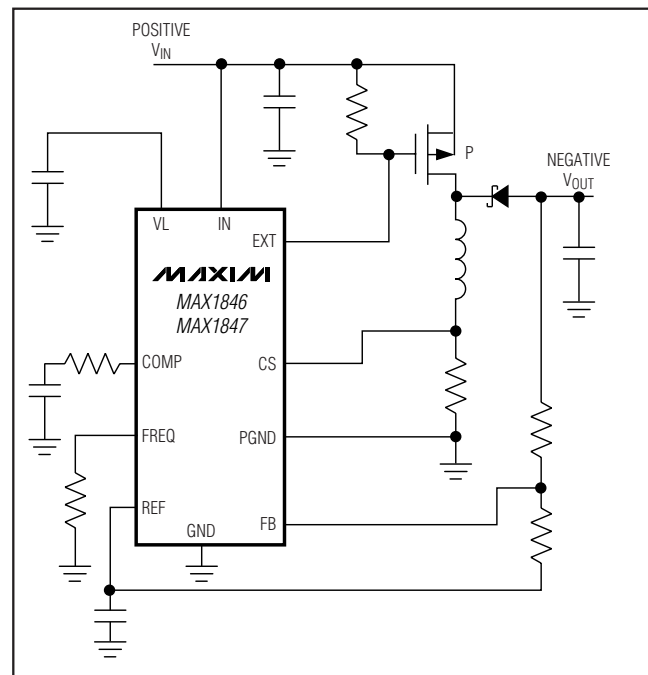 POSITIVE
VIN
P
NEGATIVE
VOUT
VL
IN
EXT
MAXIM
MAX1846
MAX1847
COMP
CS
FREQ
PGND
REF
FB
GND